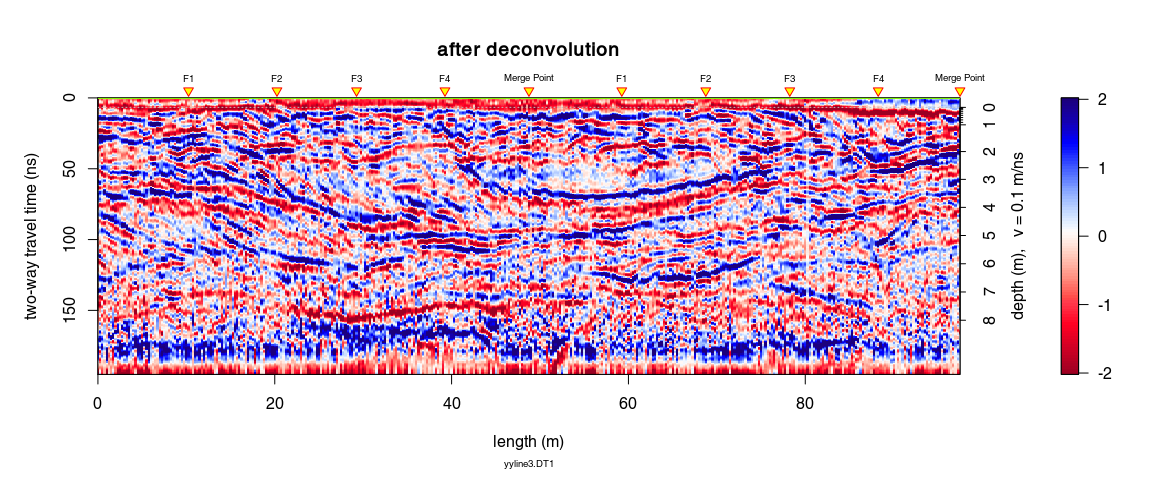 after deconvolution
F1 F2 F3 F4 Merge Point F1 F2 F3 F4 Merge Point
two-way travel time (ns)
0
50
100
150
0
1
2
3
4
5
6
7
8
depth (m), v = 0.1 m/ns
2
1
0
-1
-2
0 20 40 60 80
length (m)
yyline3.DT1